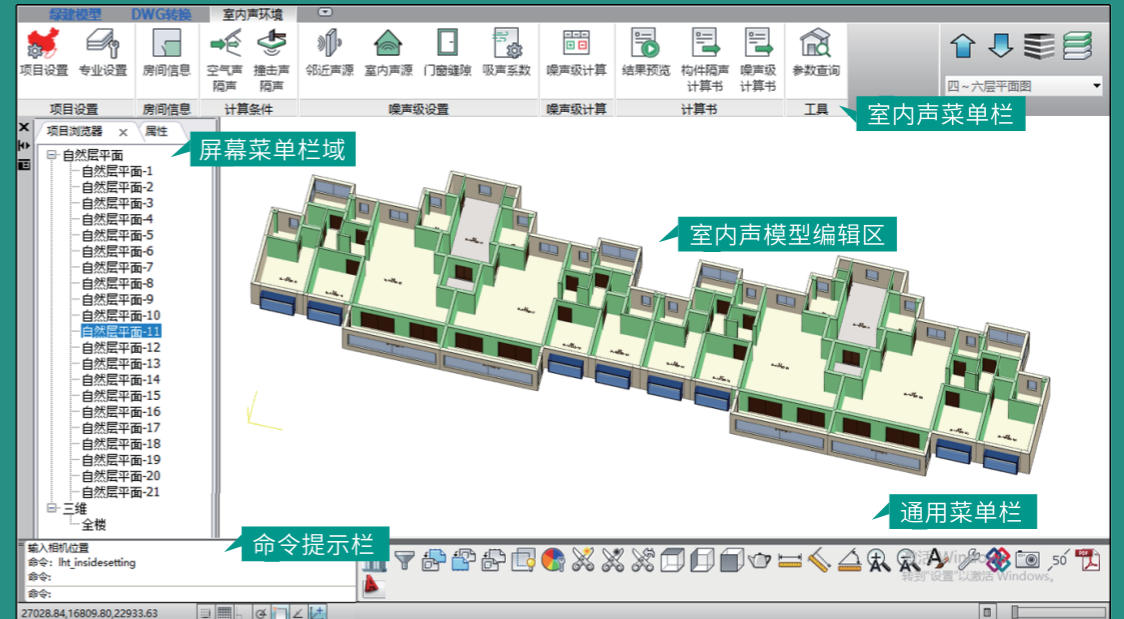 绿建模型 DWG转换 室内声环境
项目设置 专业设置 房间信息 空气声隔声 撞击声隔声 邻近声源 室内声源 门窗缝隙 吸声系数 噪声级计算 结果预览 构件隔声计算书 噪声级计算书 参数查询
四~六层平面图
项目设置 房间信息 计算条件 噪声级设置 噪声级计算 计算书 工具
室内声菜单栏
项目浏览器 属性
屏幕菜单栏域
自然层平面
自然层平面-1
自然层平面-2
自然层平面-3
自然层平面-4
自然层平面-5
自然层平面-6
自然层平面-7
自然层平面-8
自然层平面-9
自然层平面-10
自然层平面-11
自然层平面-12
自然层平面-13
自然层平面-14
自然层平面-15
自然层平面-16
自然层平面-17
自然层平面-18
自然层平面-19
自然层平面-20
自然层平面-21
三维
全楼
室内声模型编辑区
通用菜单栏
命令提示栏
输入相机位置
命令: lht_insidesetting
命令:
命令:
转到"设置"以激活 Windows。
27028.84,16809.80,22933.63